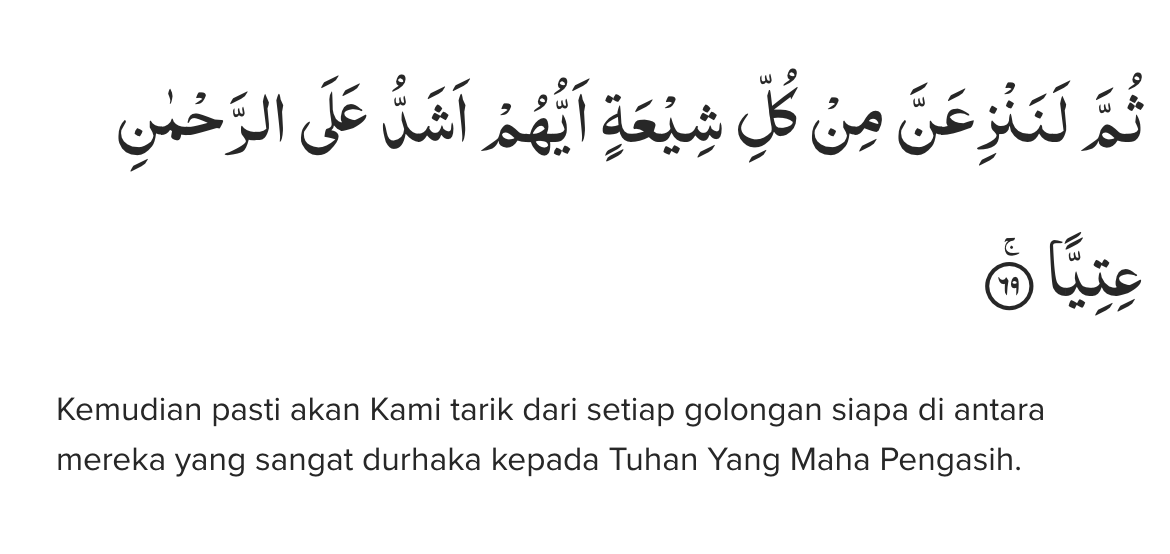 ثُمَّ لَنَنْزِعَنَّ مِنْ كُلِّ شِيْعَةٍ اَيُّهُمْ اَشَدُّ عَلَى الرَّحْمٰنِ
عِتِيًّاۚ ۝٦٩
Kemudian pasti akan Kami tarik dari setiap golongan siapa di antara
mereka yang sangat durhaka kepada Tuhan Yang Maha Pengasih.